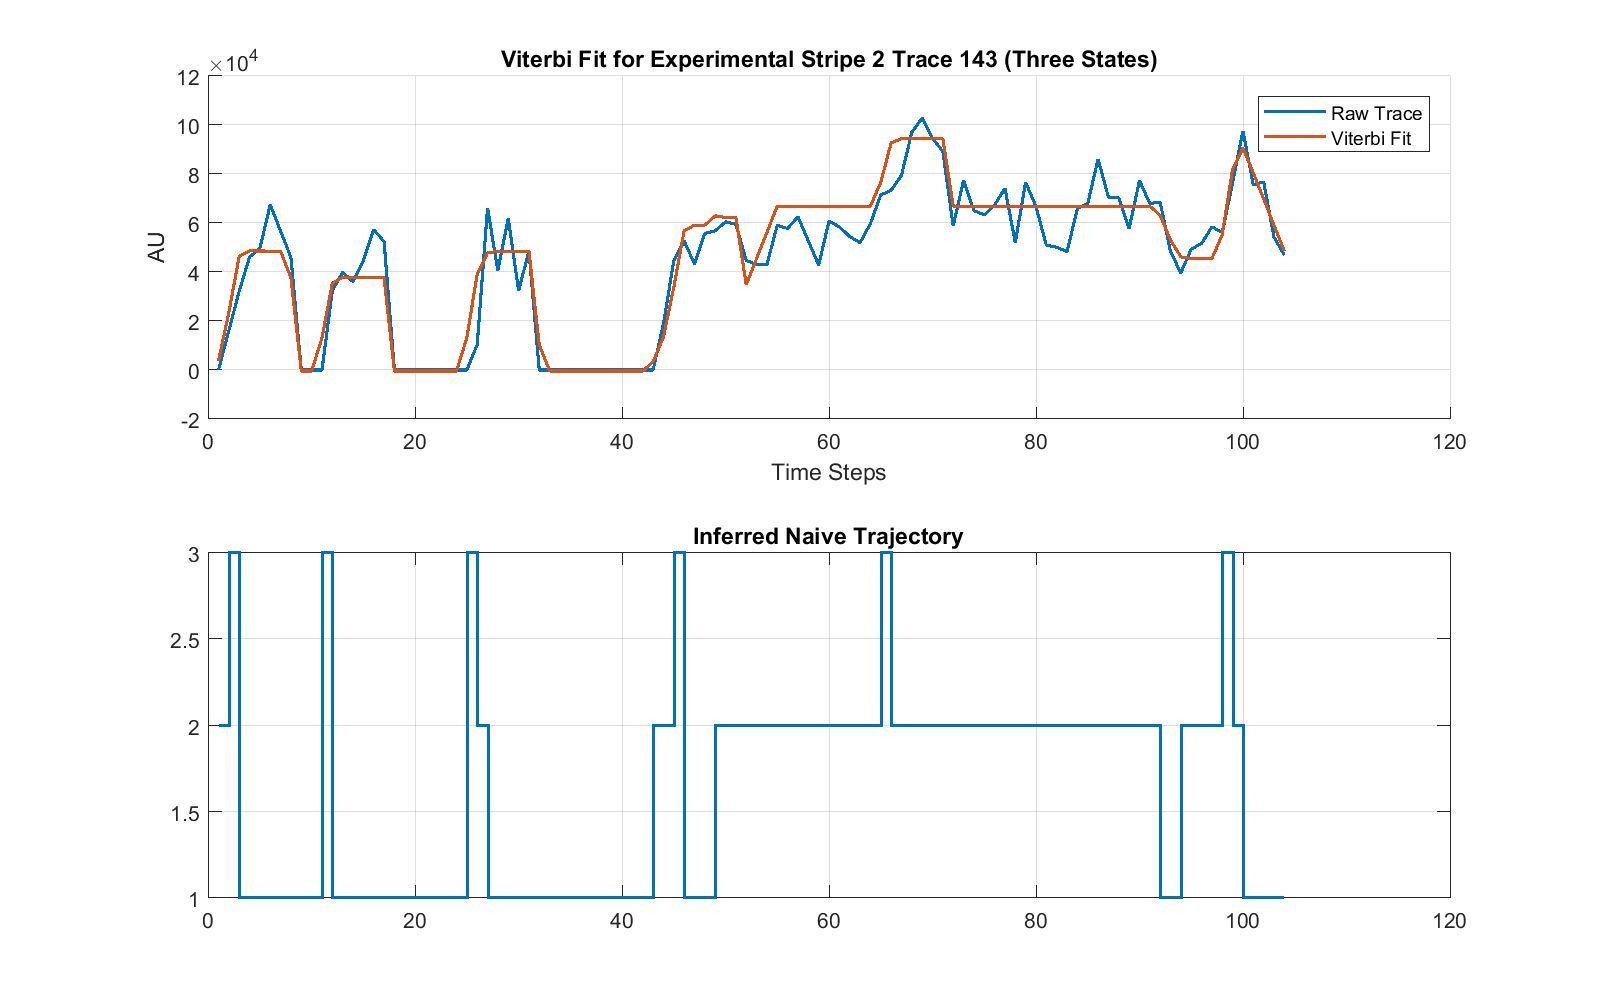 Viterbi Fit for Experimental Stripe 2 Trace 143 (Three States)
×10⁴
12
10
8
6
4
2
0
-2
AU
Raw Trace
Viterbi Fit
0 20 40 60 80 100 120
Time Steps
Inferred Naive Trajectory
3
2.5
2
1.5
1
0 20 40 60 80 100 120